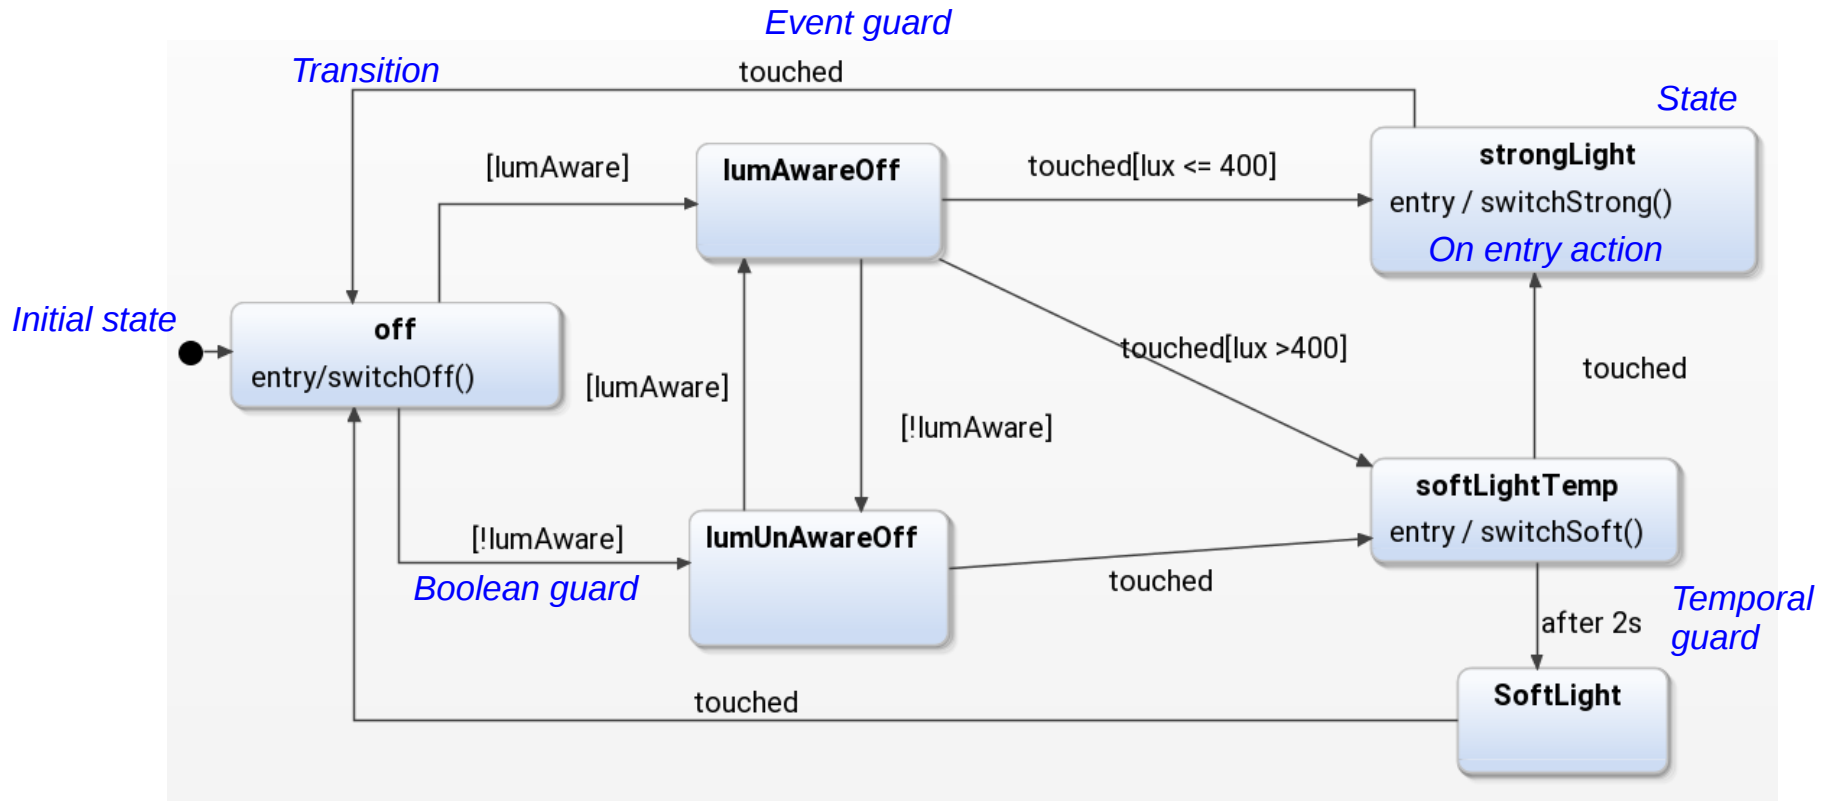 Event guard
Transition
touched
State
[lumAware]
lumAwareOff
touched[lux <= 400]
strongLight
entry / switchStrong()
On entry action
Initial state
off
entry/switchOff()
[lumAware]
touched[lux >400]
touched
[!lumAware]
softLightTemp
entry / switchSoft()
[!lumAware]
lumUnAwareOff
Boolean guard
touched
Temporal
guard
after 2s
SoftLight
touched